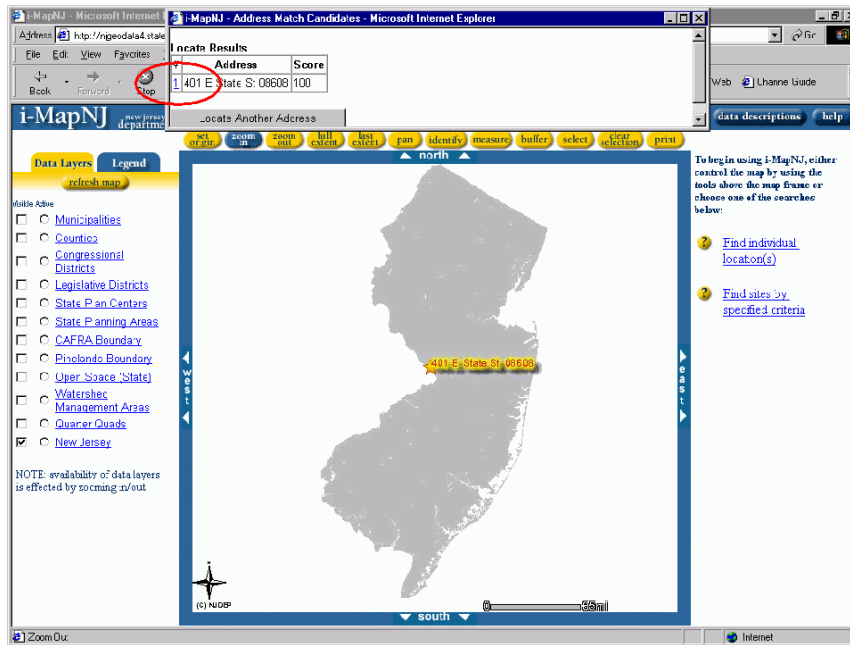 i-MapNJ - Microsoft Internet
i-MapNJ - Address Match Candidates - Microsoft Internet Explorer
Address http://njgeodata4.state
File Edit View Favorites
Back Forward Stop
Web Channel Guide
Locate Results
# Address Score
1 401 E State St 08608 100
Locate Another Address
i-MapNJ new jersey
departme
data descriptions help
set origin zoom in zoom out full extent last extent pan identify measure buffer select clear selection print
Data Layers Legend
refresh map
Visible Active
Municipalities
Counties
Congressional
Districts
Legislative Districts
State Plan Centers
State Planning Areas
CAFRA Boundary
Pinelands Boundary
Open Space (State)
Watershed
Management Areas
Quarter Quads
New Jersey
NOTE: availability of data layers
is effected by zooming in/out
north
west
401 E State St 08608
east
(C) NJDEP
south
To begin using i-MapNJ, either
control the map by using the
tools above the map frame or
choose one of the searches
below:
? Find individual
location(s)
? Find sites by
specified criteria
Zoom Out
Internet